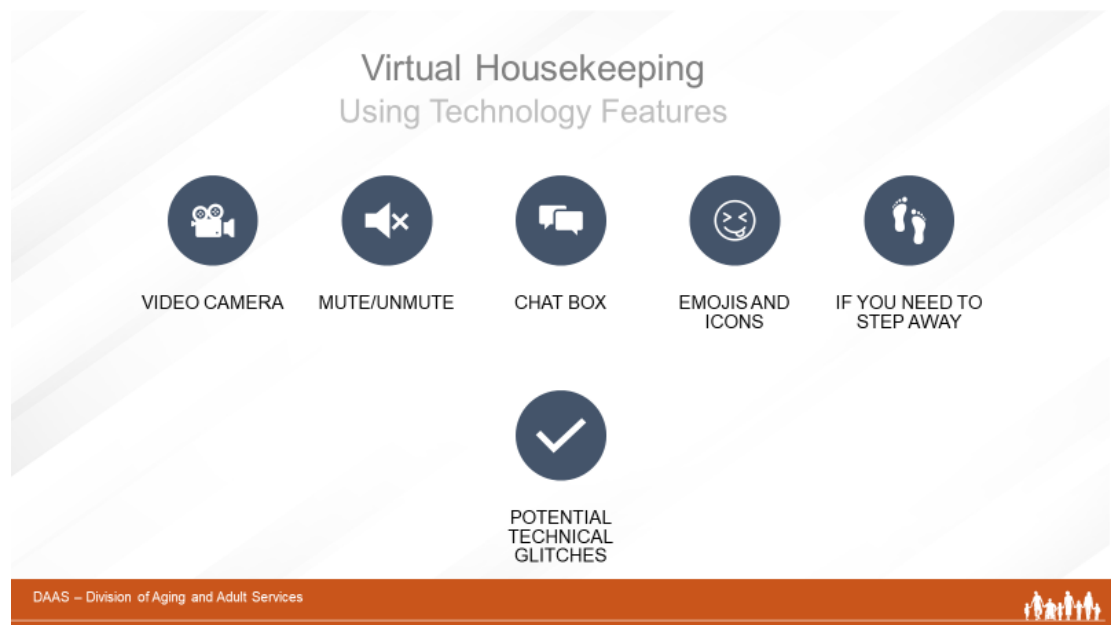 Virtual Housekeeping
Using Technology Features
VIDEO CAMERA
MUTE/UNMUTE
CHAT BOX
EMOJIS AND
ICONS
IF YOU NEED TO
STEP AWAY
POTENTIAL
TECHNICAL
GLITCHES
DAAS – Division of Aging and Adult Services